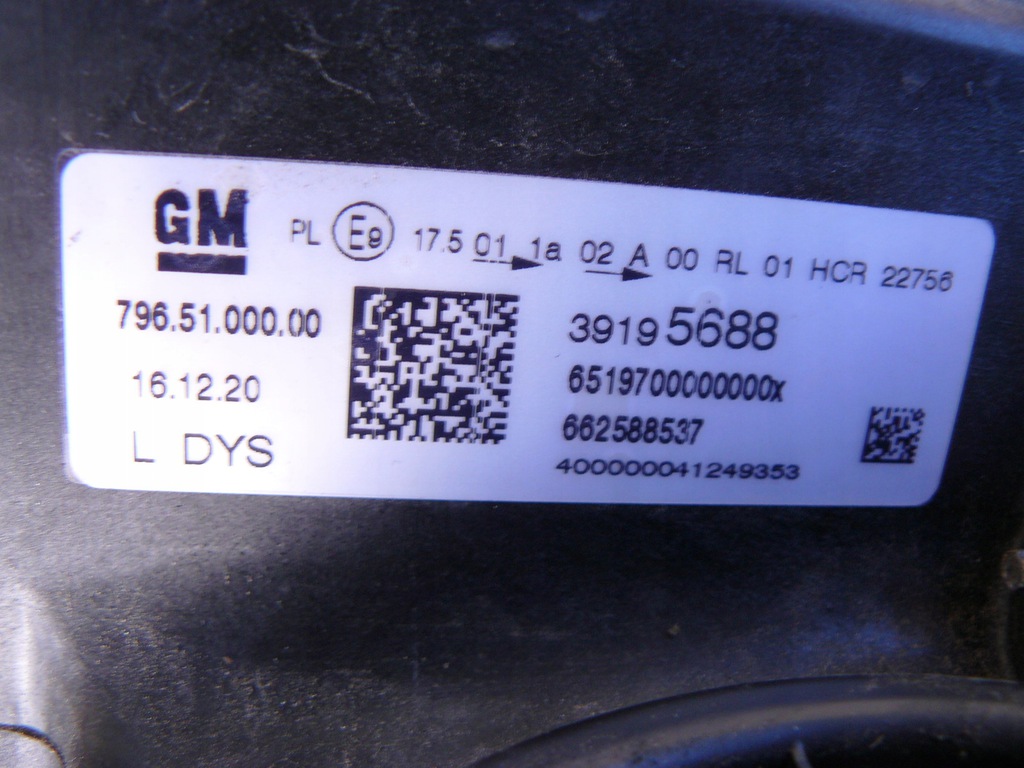 GM
PL E9 17.5 01 1a 02 A 00 RL 01 HCR 22756
796.51.000.00
39195688
16.12.20
6519700000000x
662588537
L DYS
400000041249353